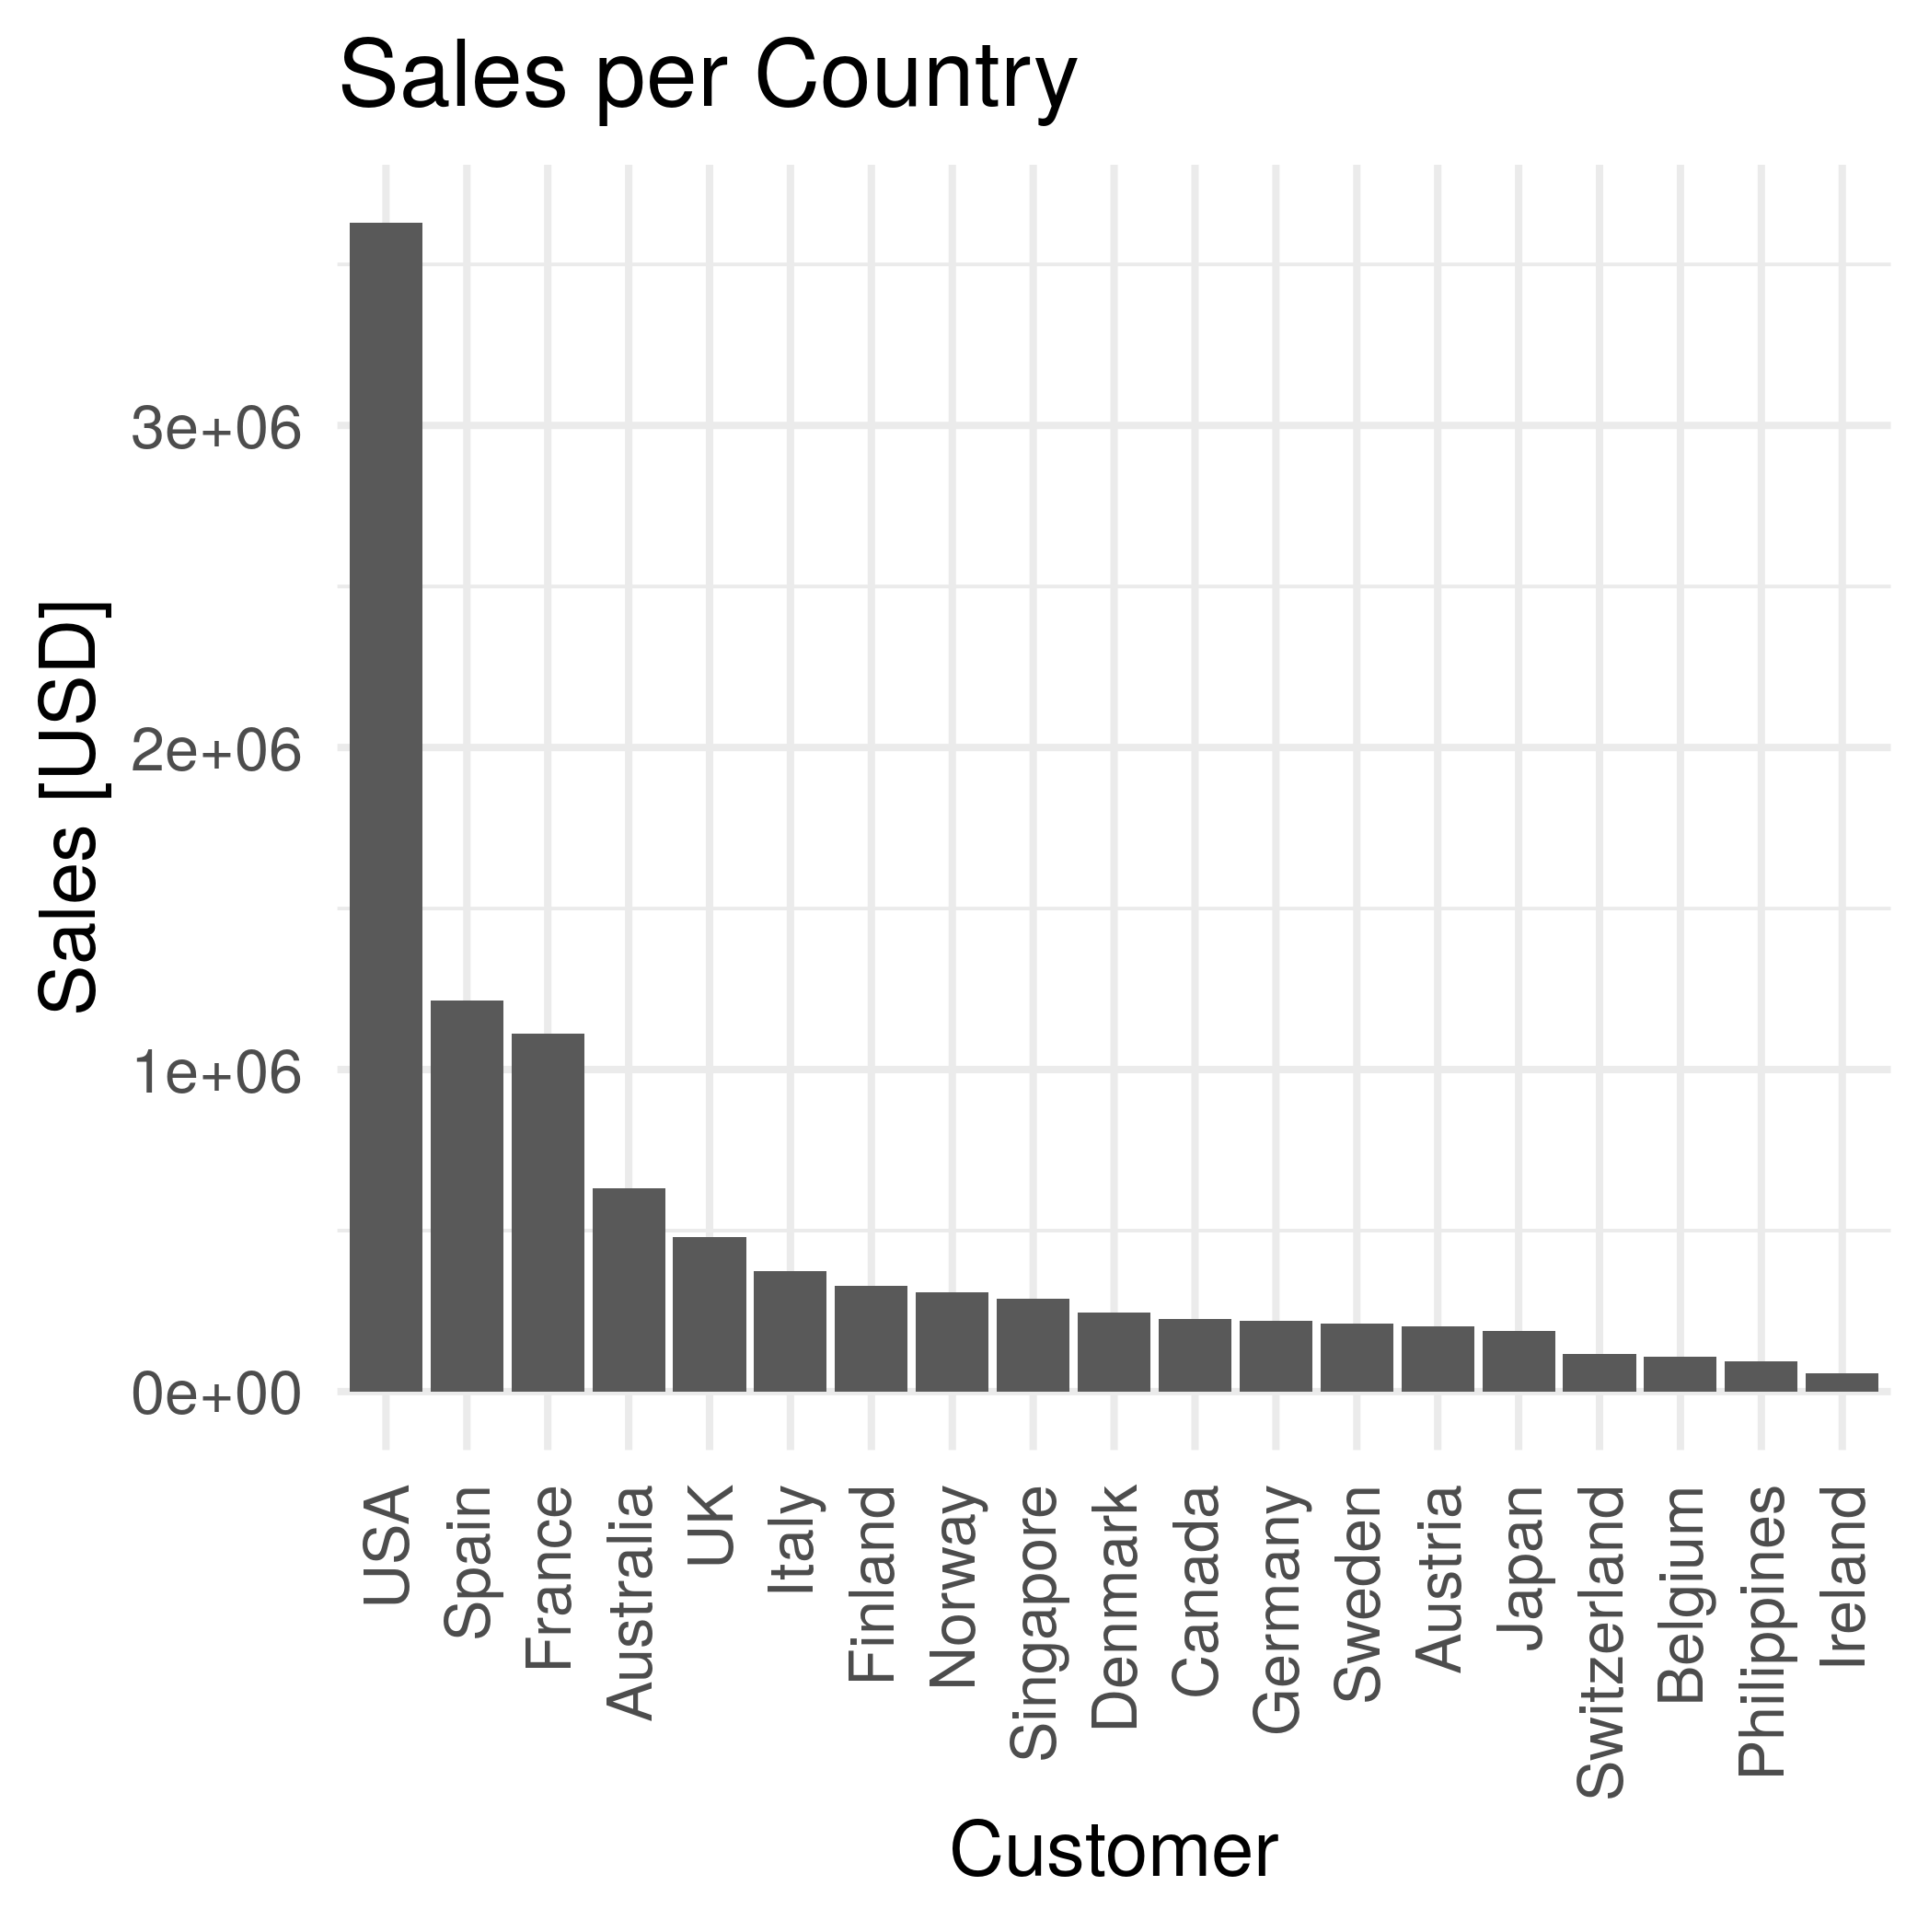 Sales per Country
Sales [USD]
3e+06
2e+06
1e+06
0e+00
USA
Spain
France
Australia
UK
Italy
Finland
Norway
Singapore
Denmark
Canada
Germany
Sweden
Austria
Japan
Switzerland
Belgium
Philippines
Ireland
Customer